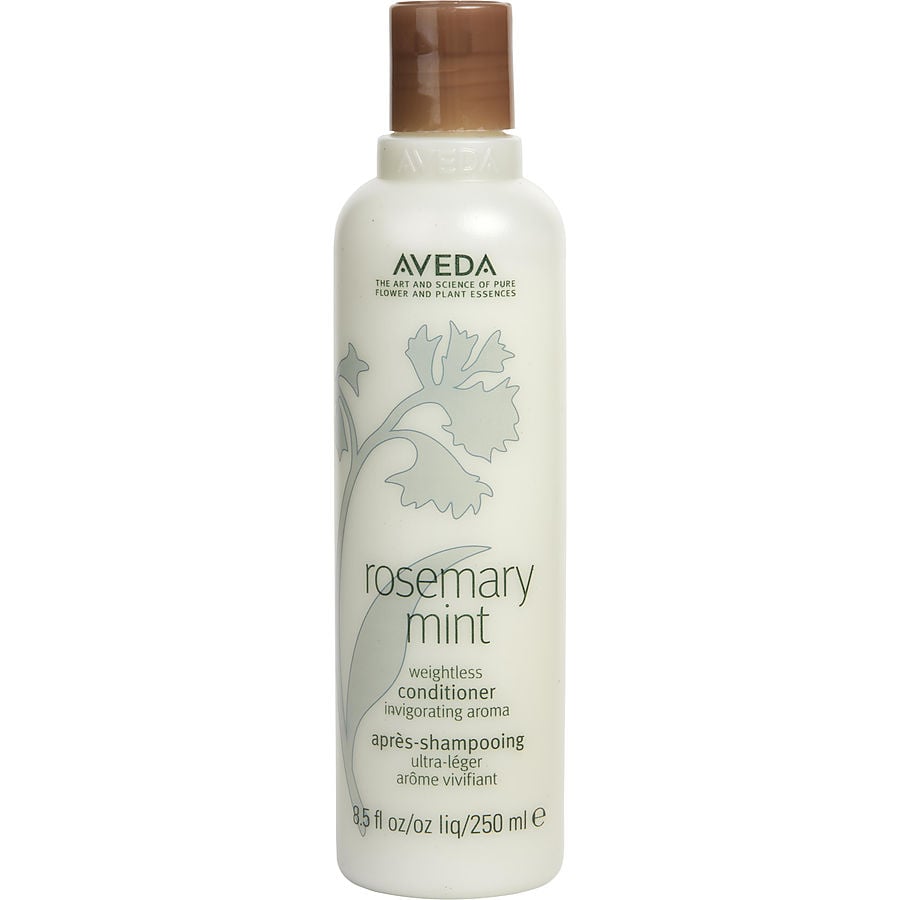 AVEDA
AVEDA
THE ART AND SCIENCE OF PURE
FLOWER AND PLANT ESSENCES
rosemary
mint
weightless
conditioner
invigorating aroma
après-shampooing
ultra-léger
arôme vivifiant
8.5 fl oz/oz liq/250 ml ℮